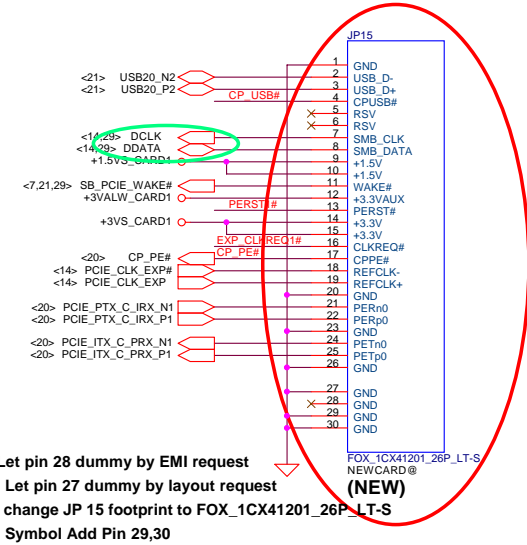 JP15
1 GND
<21> USB20_N2 2 USB_D-
<21> USB20_P2 3 USB_D+
CP_USB# 4 CPUSB#
5 RSV
6 RSV
<14,29> DCLK 7 SMB_CLK
<14,29> DDATA 8 SMB_DATA
+1.5VS_CARD1 9 +1.5V
10 +1.5V
<7,21,29> SB_PCIE_WAKE# 11 WAKE#
+3VALW_CARD1 12 +3.3VAUX
PERST1# 13 PERST#
+3VS_CARD1 14 +3.3V
15 +3.3V
EXP_CLKREQ1# 16 CLKREQ#
<20> CP_PE# CP_PE# 17 CPPE#
<14> PCIE_CLK_EXP# 18 REFCLK-
<14> PCIE_CLK_EXP 19 REFCLK+
20 GND
<20> PCIE_PTX_C_IRX_N1 21 PERn0
<20> PCIE_PTX_C_IRX_P1 22 PERp0
23 GND
<20> PCIE_ITX_C_PRX_N1 24 PETn0
<20> PCIE_ITX_C_PRX_P1 25 PETp0
26 GND
27 GND
28 GND
29 GND
30 GND
FOX_1CX41201_26P_LT-S
NEWCARD@
(NEW)
Let pin 28 dummy by EMI request
Let pin 27 dummy by layout request
change JP 15 footprint to FOX_1CX41201_26P_LT-S
Symbol Add Pin 29,30